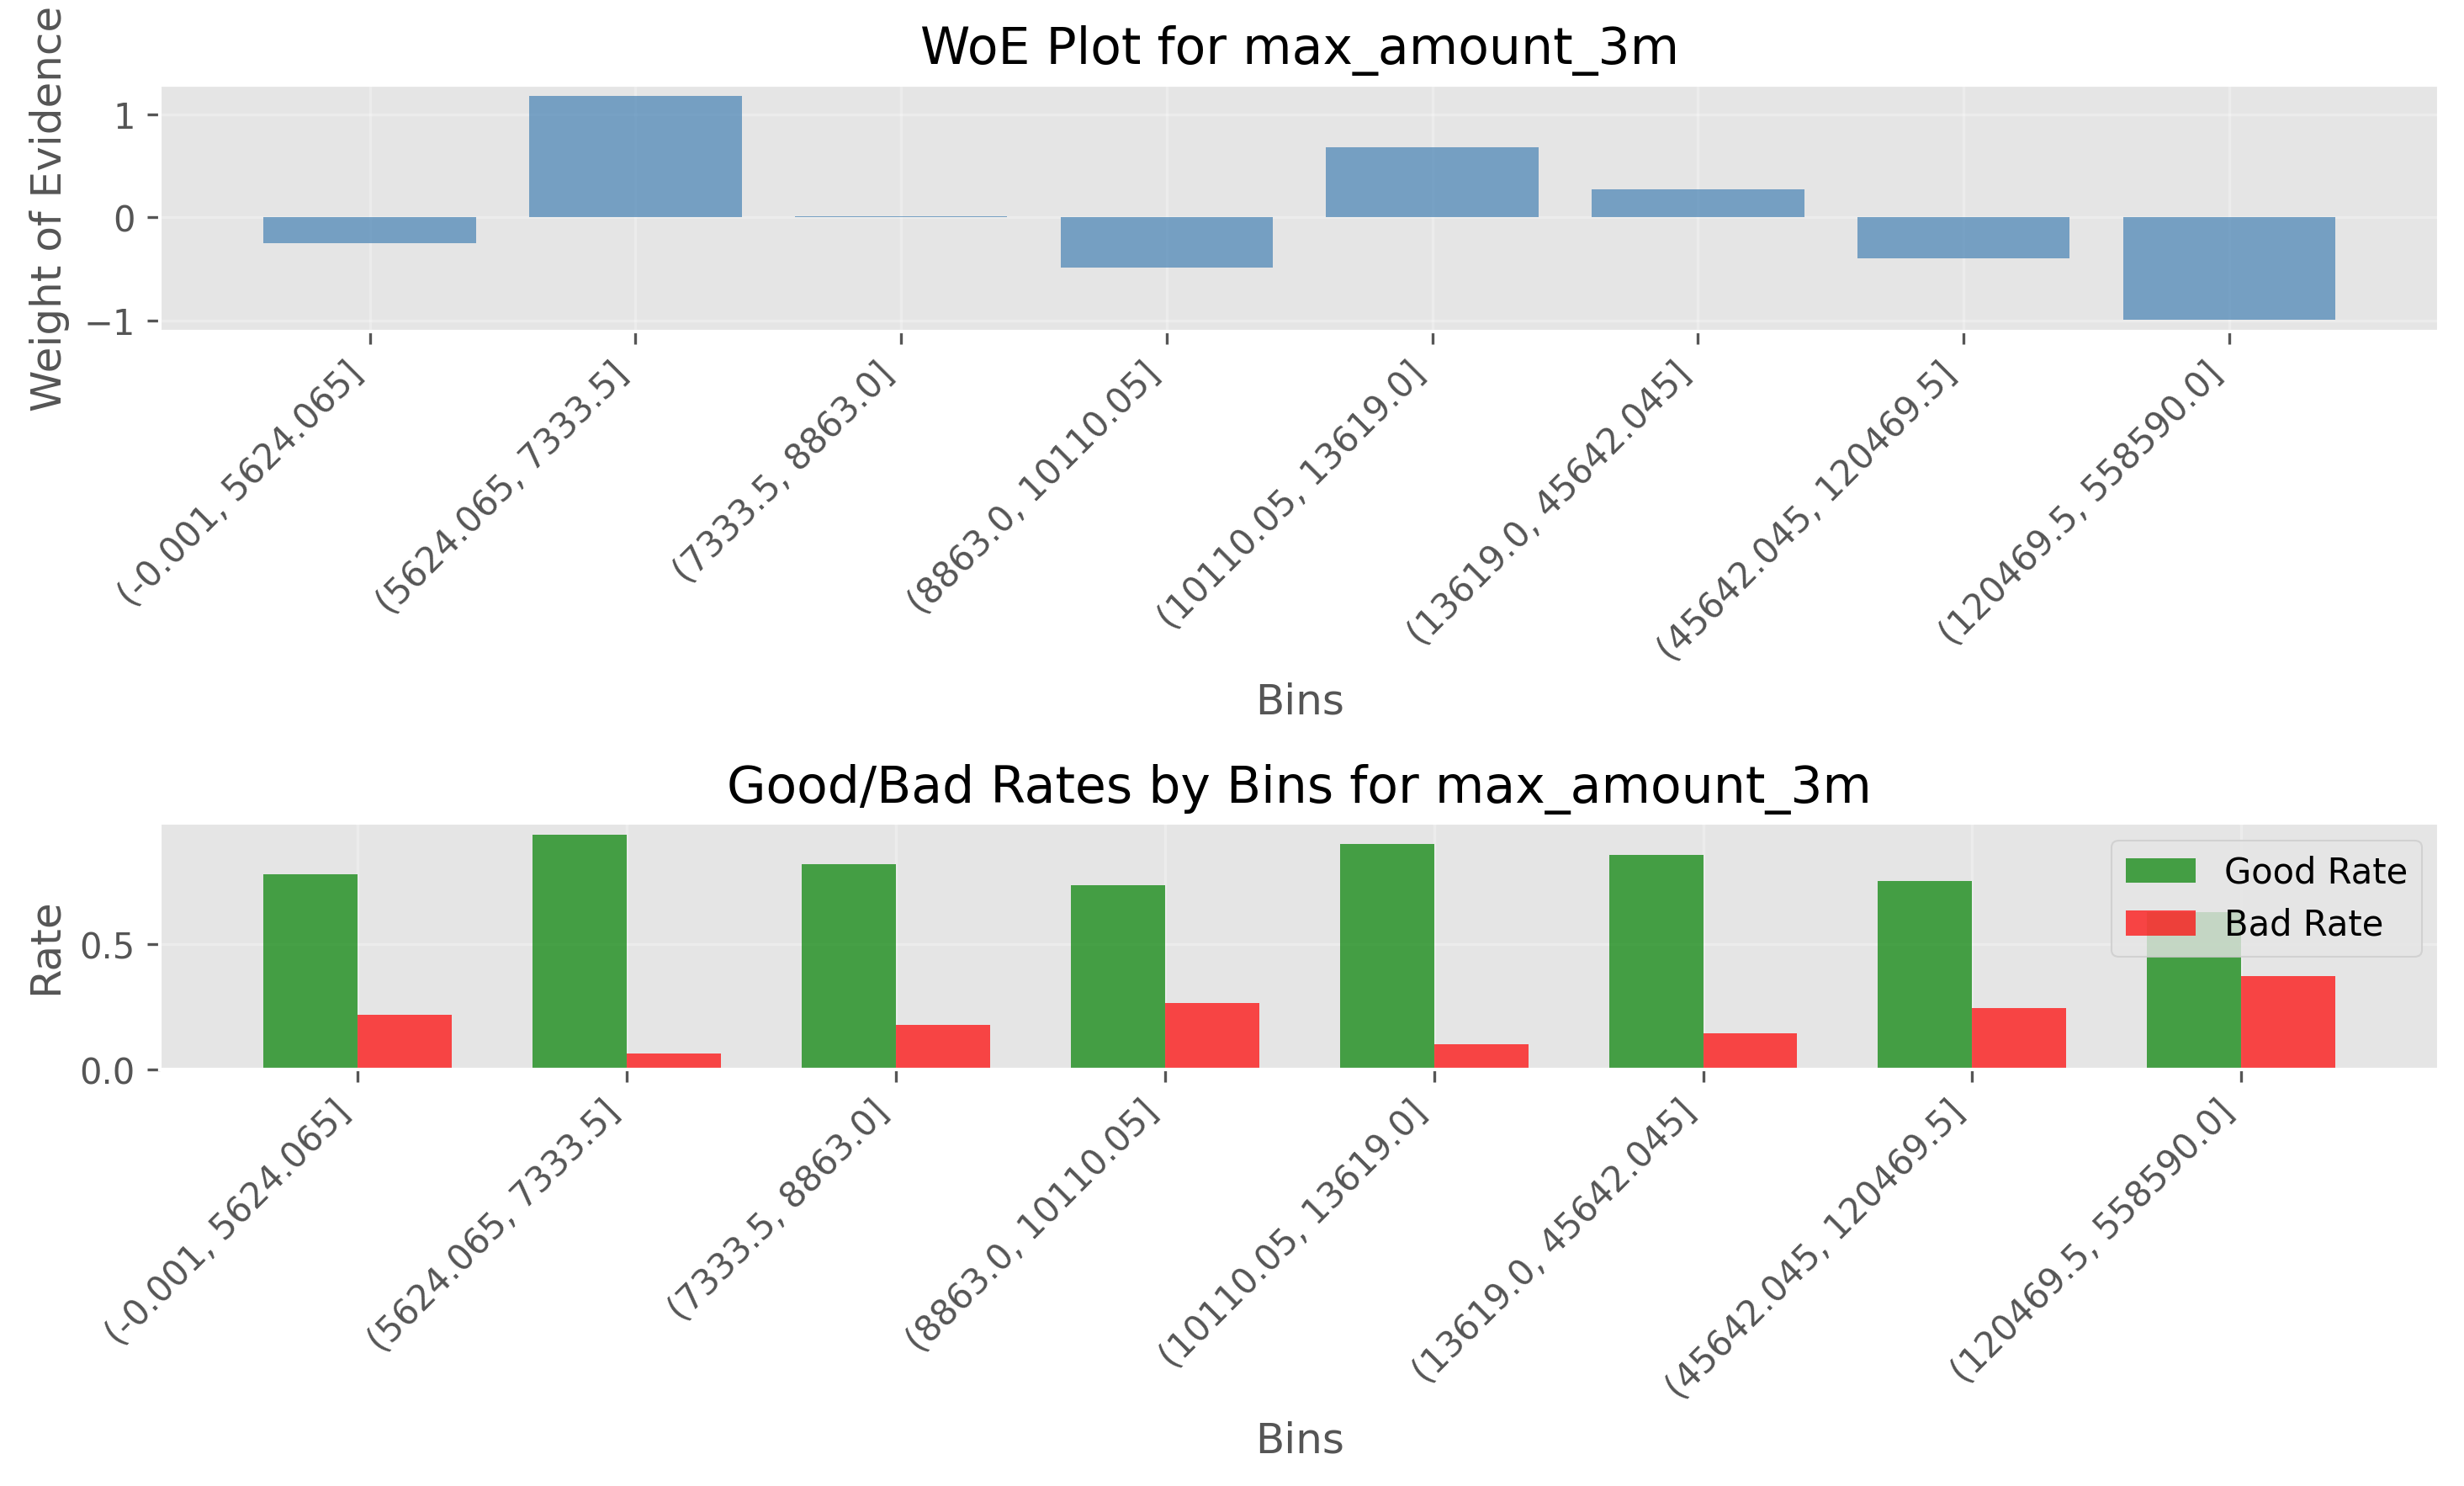 WoE Plot for max_amount_3m
Weight of Evidence
1
0
−1
(-0.001, 5624.065]
(5624.065, 7333.5]
(7333.5, 8863.0]
(8863.0, 10110.05]
(10110.05, 13619.0]
(13619.0, 45642.045]
(45642.045, 120469.5]
(120469.5, 558590.0]
Bins
Good/Bad Rates by Bins for max_amount_3m
Rate
0.5
0.0
Good Rate
Bad Rate
(-0.001, 5624.065]
(5624.065, 7333.5]
(7333.5, 8863.0]
(8863.0, 10110.05]
(10110.05, 13619.0]
(13619.0, 45642.045]
(45642.045, 120469.5]
(120469.5, 558590.0]
Bins